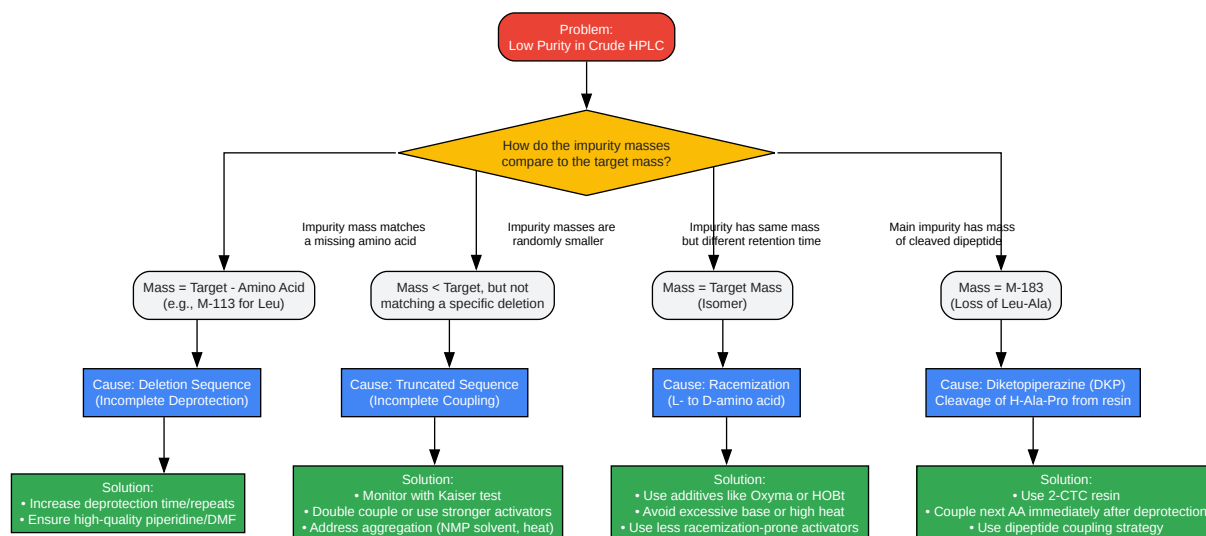 Problem:
Low Purity in Crude HPLC
How do the impurity masses
compare to the target mass?
Impurity mass matches
a missing amino acid
Impurity masses are
randomly smaller
Impurity has same mass
but different retention time
Main impurity has mass
of cleaved dipeptide
Mass = Target - Amino Acid
(e.g., M-113 for Leu)
Mass < Target, but not
matching a specific deletion
Mass = Target Mass
(Isomer)
Mass = M-183
(Loss of Leu-Ala)
Cause: Deletion Sequence
(Incomplete Deprotection)
Cause: Truncated Sequence
(Incomplete Coupling)
Cause: Racemization
(L- to D-amino acid)
Cause: Diketopiperazine (DKP)
Cleavage of H-Ala-Pro from resin
Solution:
• Increase deprotection time/repeats
• Ensure high-quality piperidine/DMF
Solution:
• Monitor with Kaiser test
• Double couple or use stronger activators
• Address aggregation (NMP solvent, heat)
Solution:
• Use additives like Oxyma or HOBt
• Avoid excessive base or high heat
• Use less racemization-prone activators
Solution:
• Use 2-CTC resin
• Couple next AA immediately after deprotection
• Use dipeptide coupling strategy